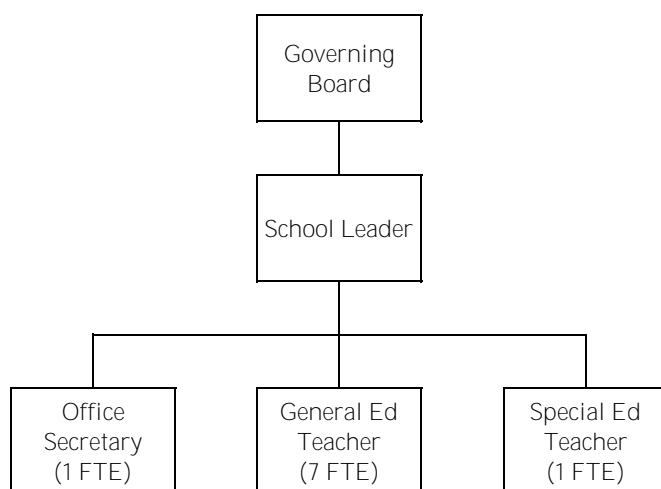 Governing
Board
School Leader
Office
Secretary
(1 FTE)
General Ed
Teacher
(7 FTE)
Special Ed
Teacher
(1 FTE)